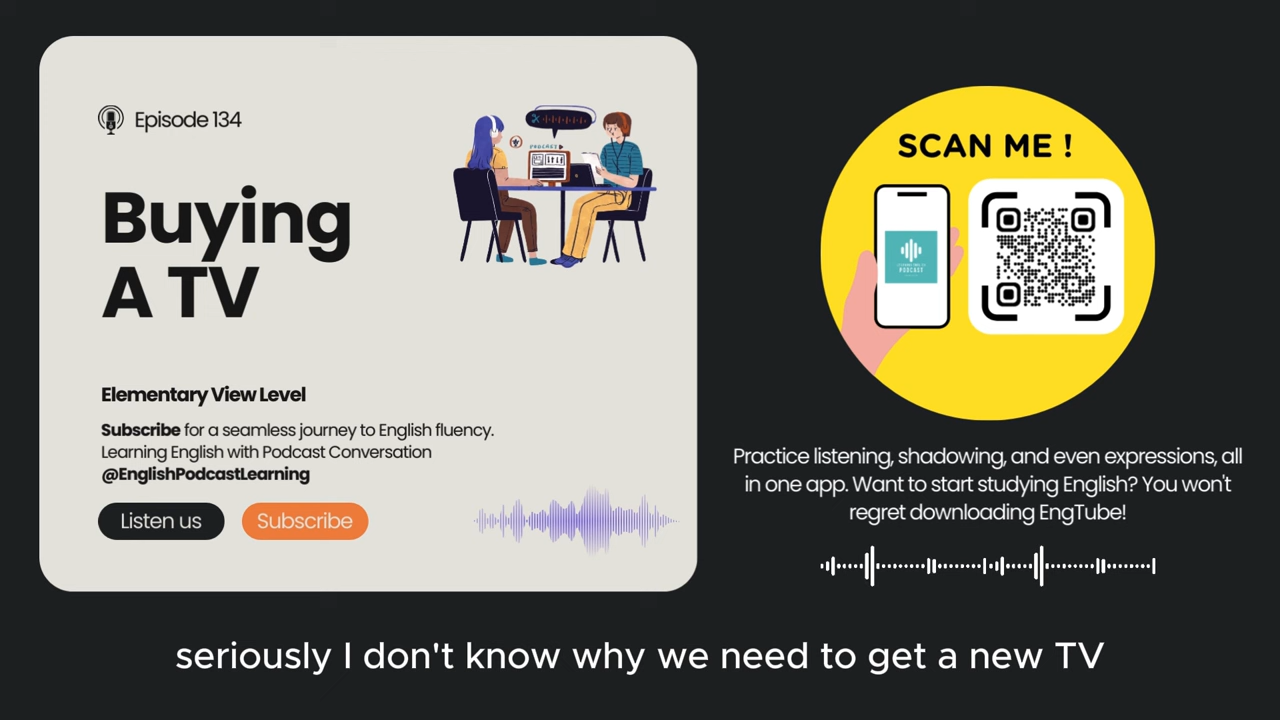 Episode 134
Buying
A TV
Elementary View Level
Subscribe for a seamless journey to English fluency.
Learning English with Podcast Conversation
@EnglishPodcastLearning
Listen us
Subscribe
PODCAST
SCAN ME !
PODCAST
Practice listening, shadowing, and even expressions, all
in one app. Want to start studying English? You won't
regret downloading EngTube!
seriously I don't know why we need to get a new TV